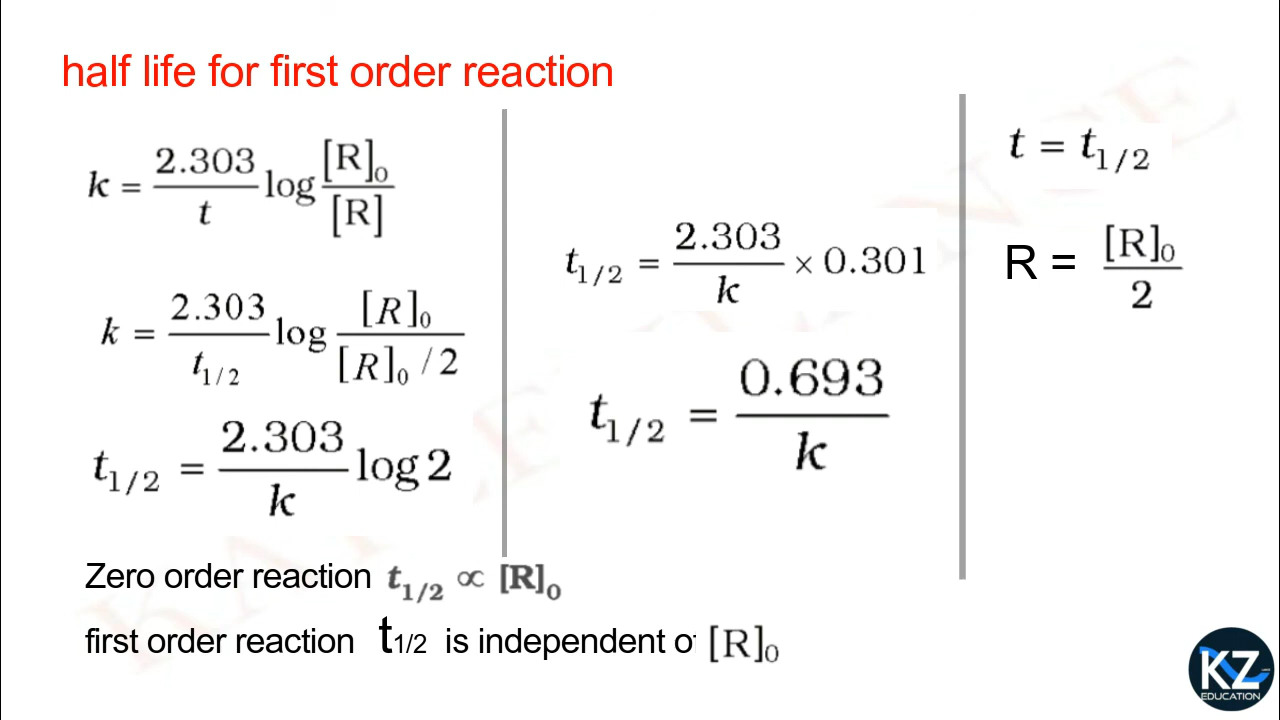 half life for first order reaction
k = 2.303 / t log [R]₀ / [R]
k = 2.303 / t₁/₂ log [R]₀ / [R]₀ / 2
t₁/₂ = 2.303 / k log 2
t₁/₂ = 2.303 / k × 0.301
t₁/₂ = 0.693 / k
t = t₁/₂
R = [R]₀ / 2
Zero order reaction t₁/₂ ∝ [R]₀
first order reaction t1/2 is independent of [R]₀
KZ
EDUCATION